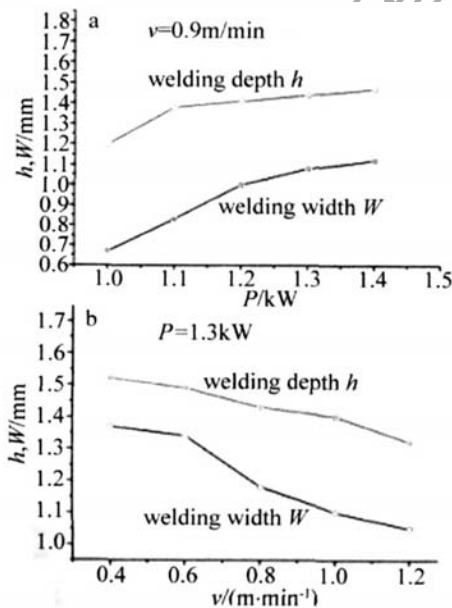 a
v=0.9m/min
welding depth h
welding width W
h,W/mm
1.8
1.7
1.6
1.5
1.4
1.3
1.2
1.1
1.0
0.9
0.8
0.7
0.6
1.0 1.1 1.2 1.3 1.4 1.5
P/kW
b
P=1.3kW
welding depth h
welding width W
h,W/mm
1.7
1.6
1.5
1.4
1.3
1.2
1.1
1.0
0.4 0.6 0.8 1.0 1.2
v/(m·min⁻¹)